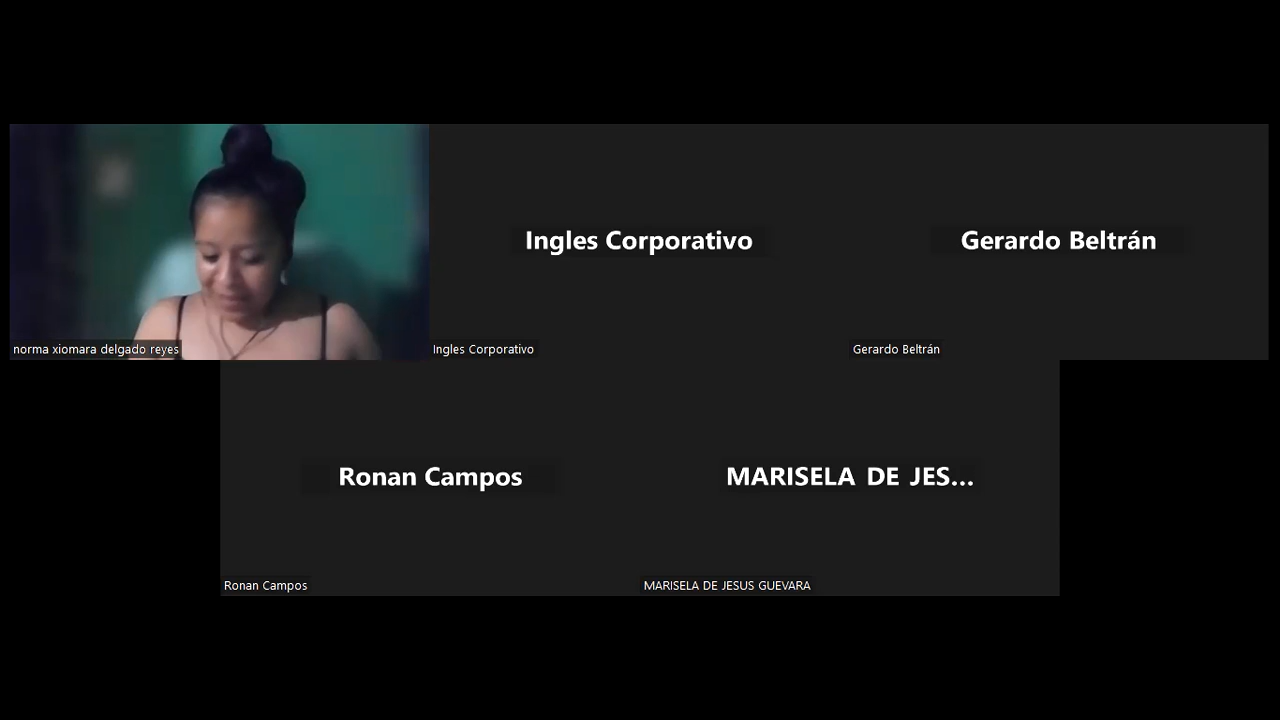 norma xiomara delgado reyes
Ingles Corporativo
Ingles Corporativo
Gerardo Beltrán
Gerardo Beltrán
Ronan Campos
Ronan Campos
MARISELA DE JES...
MARISELA DE JESUS GUEVARA